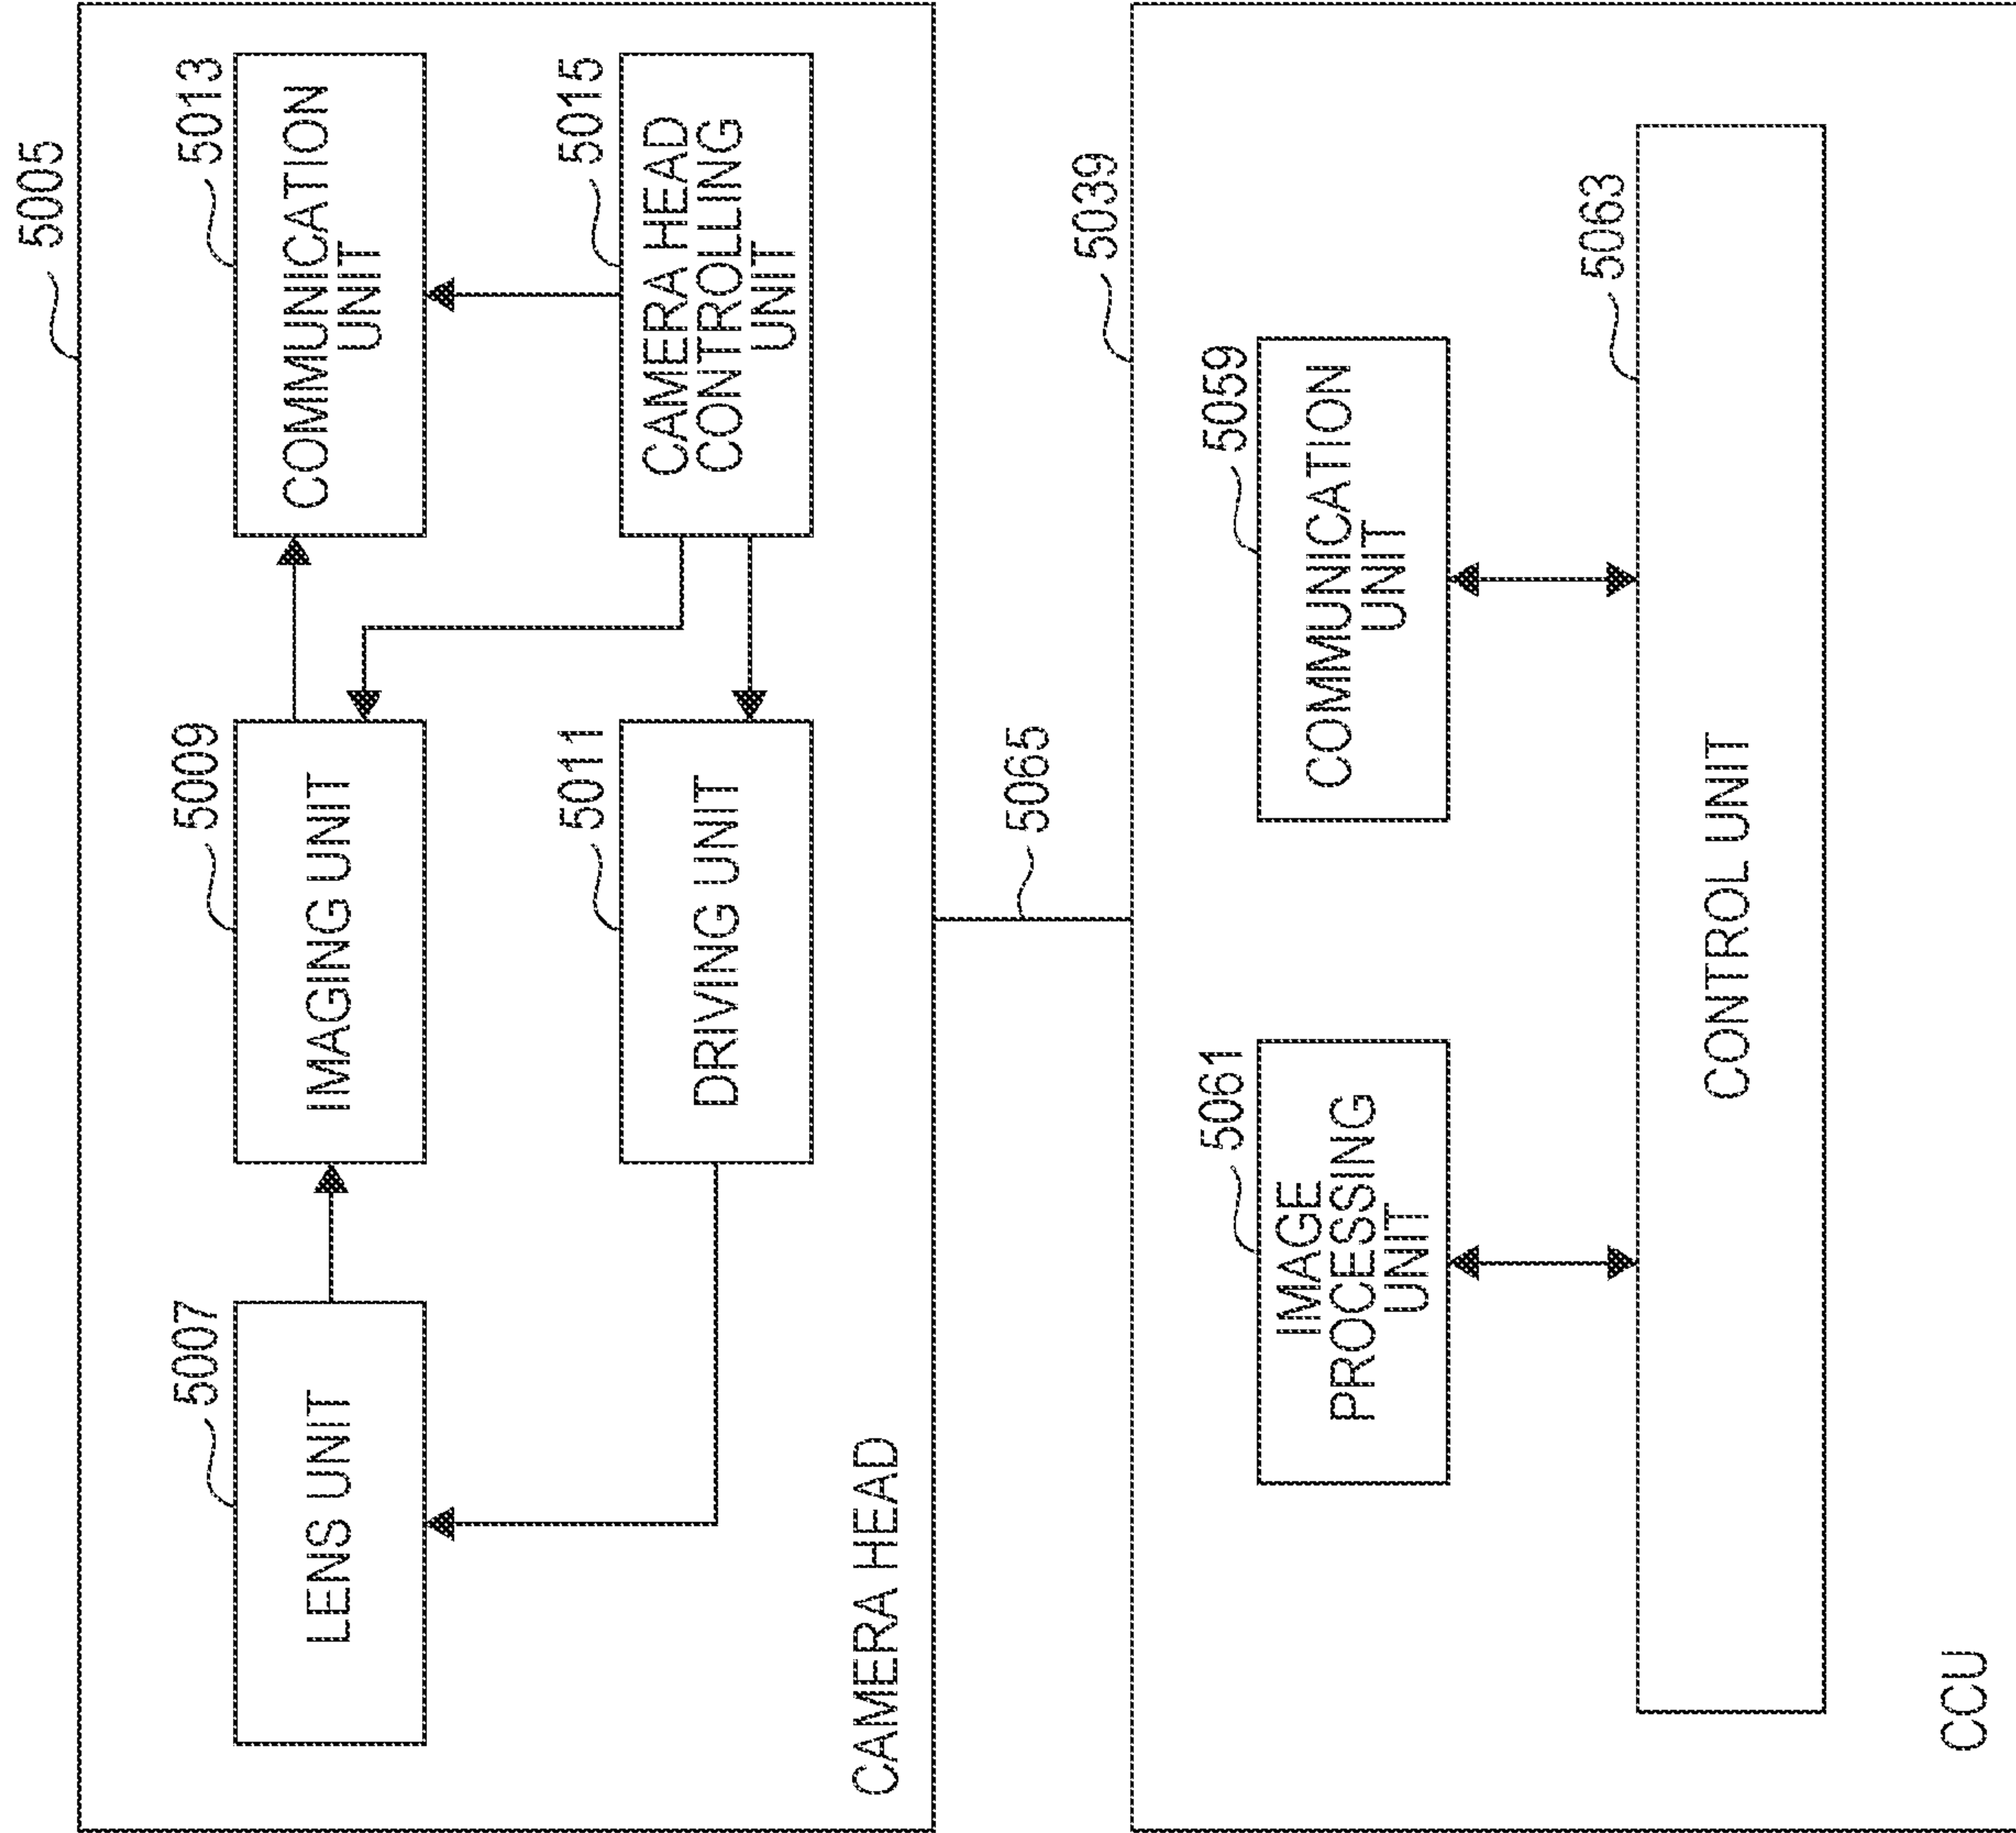 5005
5007
LENS UNIT
5009
IMAGING UNIT
5013
COMMUNICATION
UNIT
5011
DRIVING UNIT
5015
CAMERA HEAD
CONTROLLING
UNIT
CAMERA HEAD
5065
5039
5061
IMAGE
PROCESSING
UNIT
5059
COMMUNICATION
UNIT
5063
CONTROL UNIT
CCU